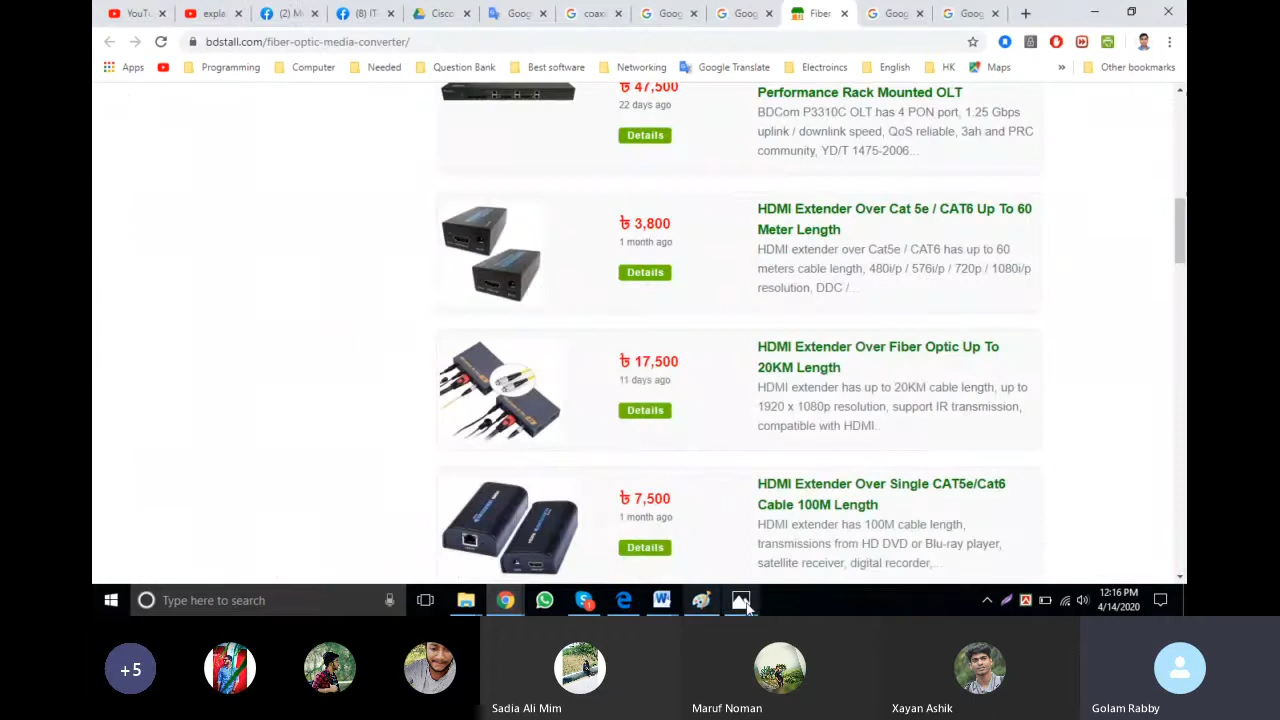 YouT
expla
(2) M
(8) IT
Cisco
Goog
coaxi
Goog
Goog
Fiber
Goog
Goog
bdstall.com/fiber-optic-media-converter/
Apps
Programming
Computer
Needed
Question Bank
Best software
Networking
Google Translate
Electroincs
English
HK
Maps
»
Other bookmarks
৳ 47,500
22 days ago
Details
Performance Rack Mounted OLT
BDCom P3310C OLT has 4 PON port, 1.25 Gbps
uplink / downlink speed, QoS reliable, 3ah and PRC
community, YD/T 1475-2006...
৳ 3,800
1 month ago
Details
HDMI Extender Over Cat 5e / CAT6 Up To 60
Meter Length
HDMI extender over Cat5e / CAT6 has up to 60
meters cable length, 480i/p / 576i/p / 720p / 1080i/p
resolution, DDC /...
৳ 17,500
11 days ago
Details
HDMI Extender Over Fiber Optic Up To
20KM Length
HDMI extender has up to 20KM cable length, up to
1920 x 1080p resolution, support IR transmission,
compatible with HDMI..
৳ 7,500
1 month ago
Details
HDMI Extender Over Single CAT5e/Cat6
Cable 100M Length
HDMI extender has 100M cable length,
transmissions from HD DVD or Blu-ray player,
satellite receiver, digital recorder,...
Type here to search
12:16 PM
4/14/2020
+5
Sadia Ali Mim
Maruf Noman
Xayan Ashik
Golam Rabby